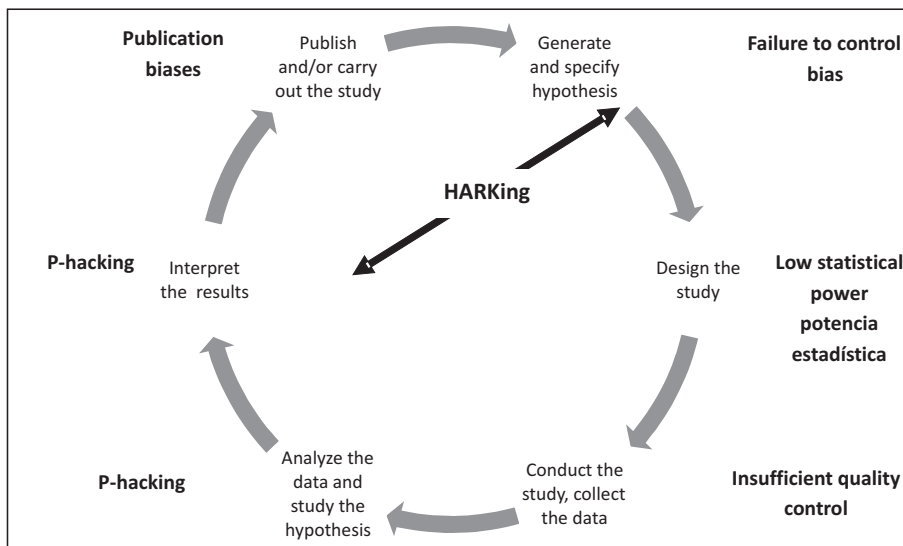 Publication
biases
Publish
and/or carry
out the study
Generate
and specify
hypothesis
Failure to control
bias
HARKing
P-hacking
Interpret
the results
Design the
study
Low statistical
power
potencia
estadística
P-hacking
Analyze the
data and
study the
hypothesis
Conduct the
study, collect
the data
Insufficient quality
control